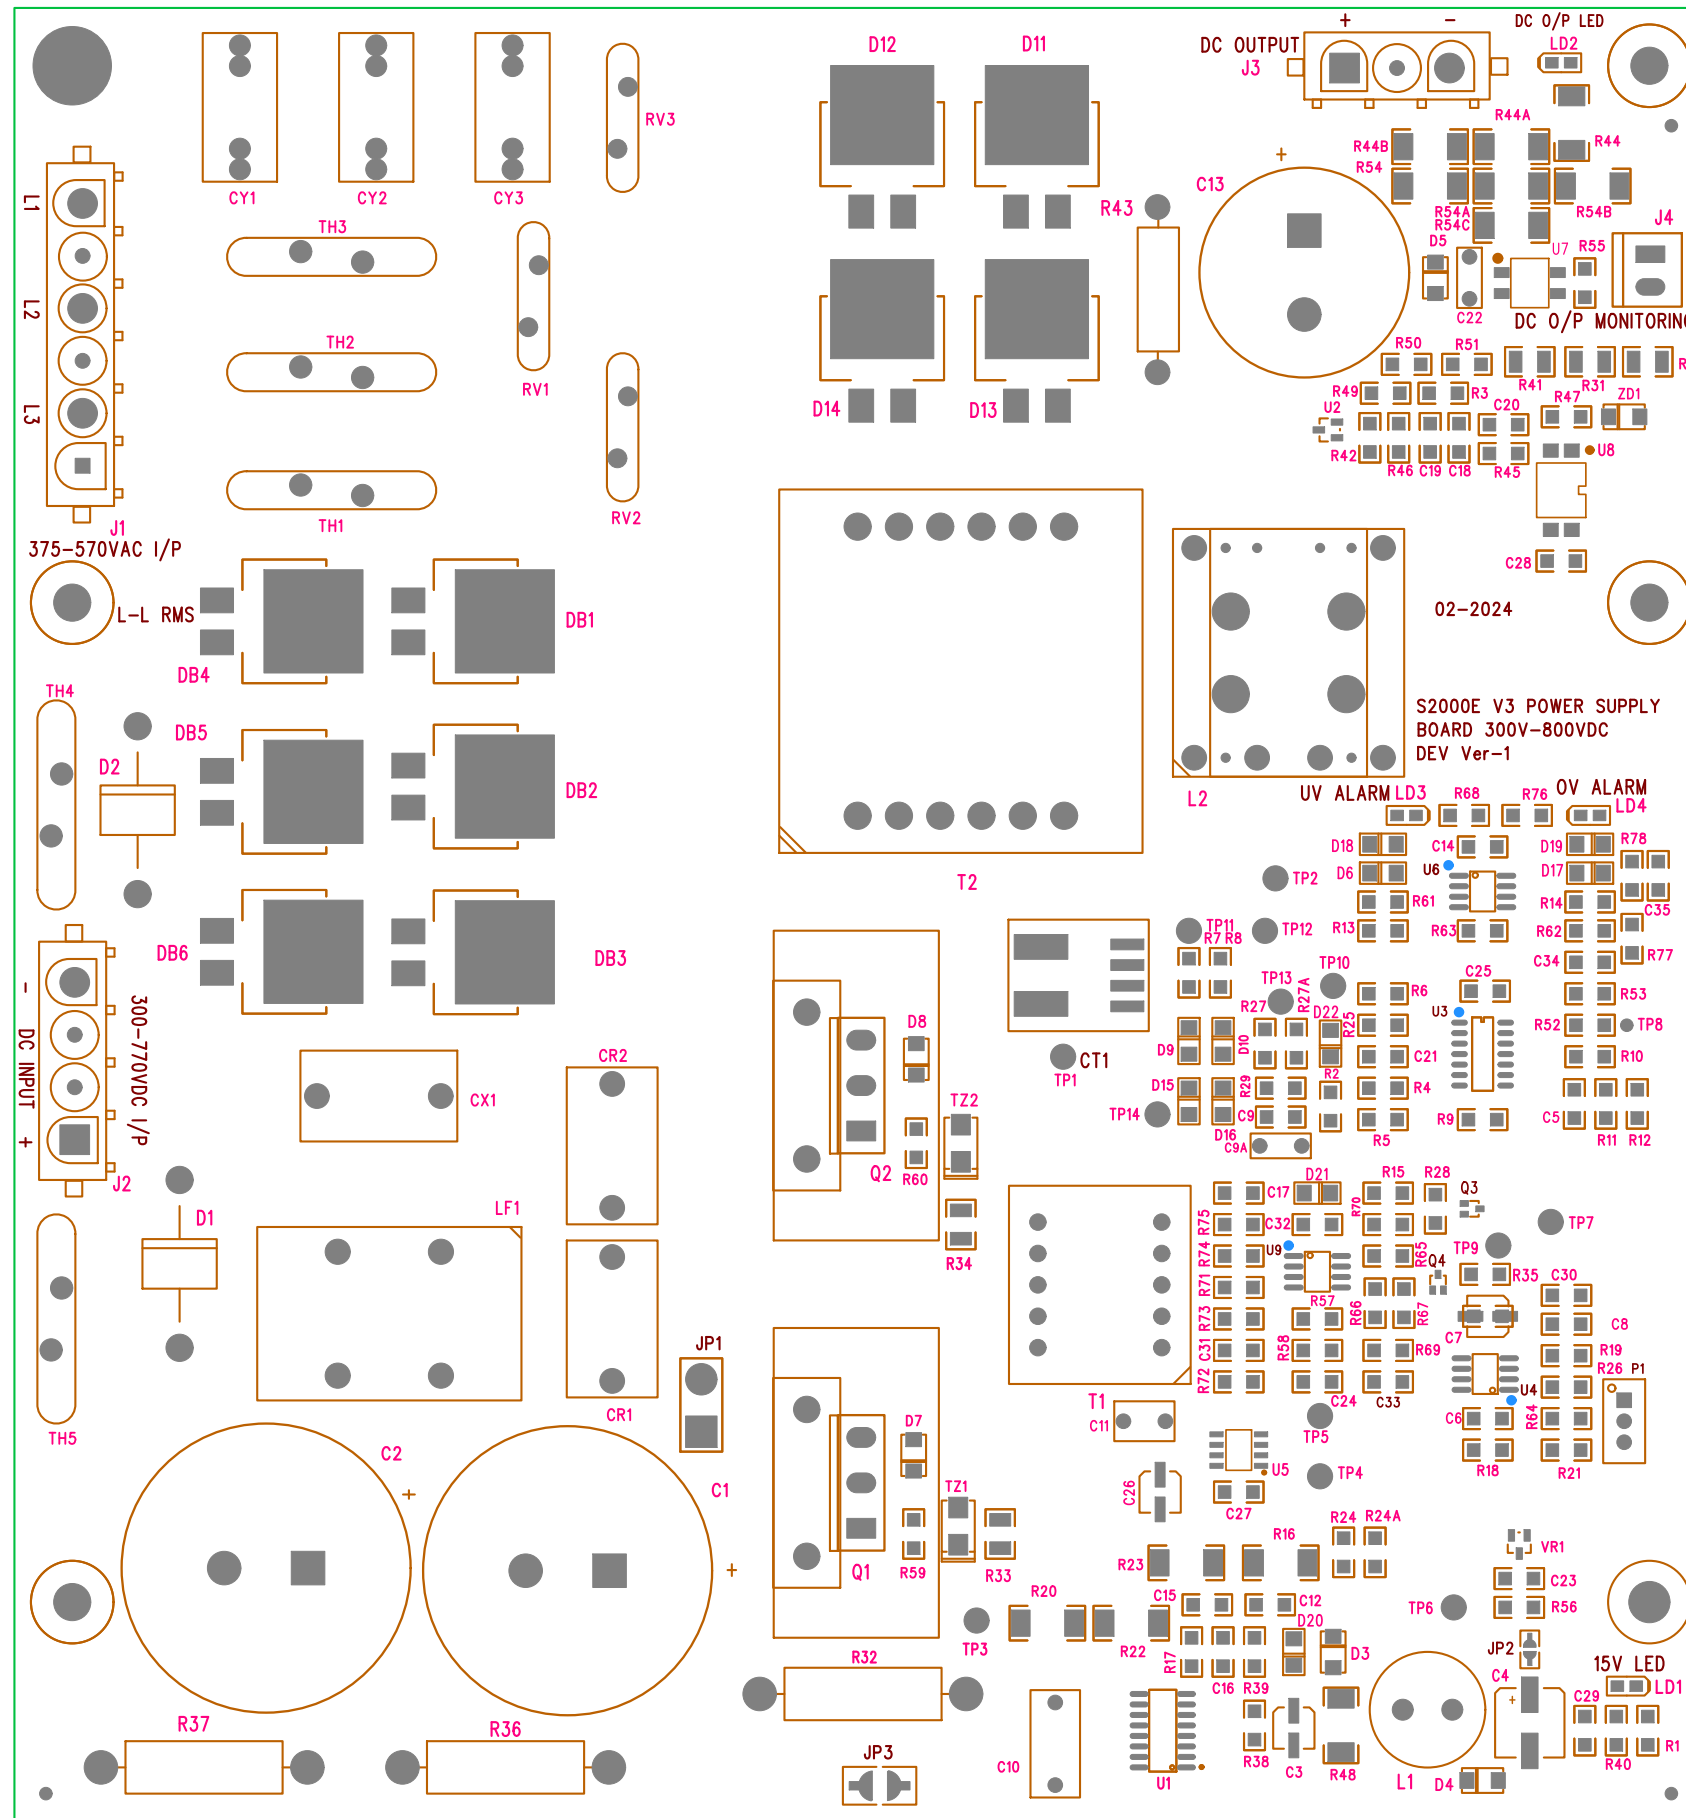 + -
DC O/P LED
DC OUTPUT
J3
LD2
D12
D11
RV3
CY1
CY2
CY3
R44A
R44B
R44
R54
C13
R43
R54A
R54B
R54C
J4
L1
TH3
D5
U7
R55
+
L2
C22
DC O/P MONITORING
TH2
RV1
R50
R51
R41
R31
R
L3
D14
D13
R49
R3
U2
C20
R47
ZD1
R42
R46
C19
C18
R45
U8
TH1
RV2
J1
375-570VAC I/P
C28
L-L RMS
DB1
02-2024
DB4
TH4
S2000E V3 POWER SUPPLY
BOARD 300V-800VDC
DEV Ver-1
DB5
D2
DB2
L2
UV ALARM
LD3
R68
R76
OV ALARM
LD4
D18
C14
D19
R78
D6
U6
D17
T2
TP2
R61
R14
C35
TP11
TP12
R13
R63
R62
R7
R8
DB6
DB3
TP13
TP10
C34
R77
C25
-
DC INPUT
+
300-770VDC I/P
R27
R27A
D22
R25
R6
U3
R53
R52
TP8
D8
D9
D10
CT1
TP1
C21
R10
CR2
CX1
TZ2
D15
R29
R2
R4
TP14
D16
C9
C9A
R5
R9
C5
R11
R12
R60
Q2
J2
D1
LF1
C17
D21
R15
R28
Q3
R75
C32
R70
TP7
R34
R74
U9
R65
TP9
Q4
R35
C30
R71
R57
R66
R67
R73
C7
C8
JP1
C31
R58
R69
R19
R26
P1
R72
T1
C24
C33
U4
CR1
TH5
C11
TP5
C6
R64
C2
D7
C1
TZ1
U5
TP4
R18
R21
+
C26
C27
R24
R24A
R16
VR1
+
Q1
R59
R33
R23
C23
C15
C12
TP6
R56
R20
D20
TP3
R22
R17
C16
R39
D3
JP2
R32
15V LED
C4
LD1
+
C29
R37
R36
R38
C3
R48
L1
D4
R40
R1
JP3
C10
U1